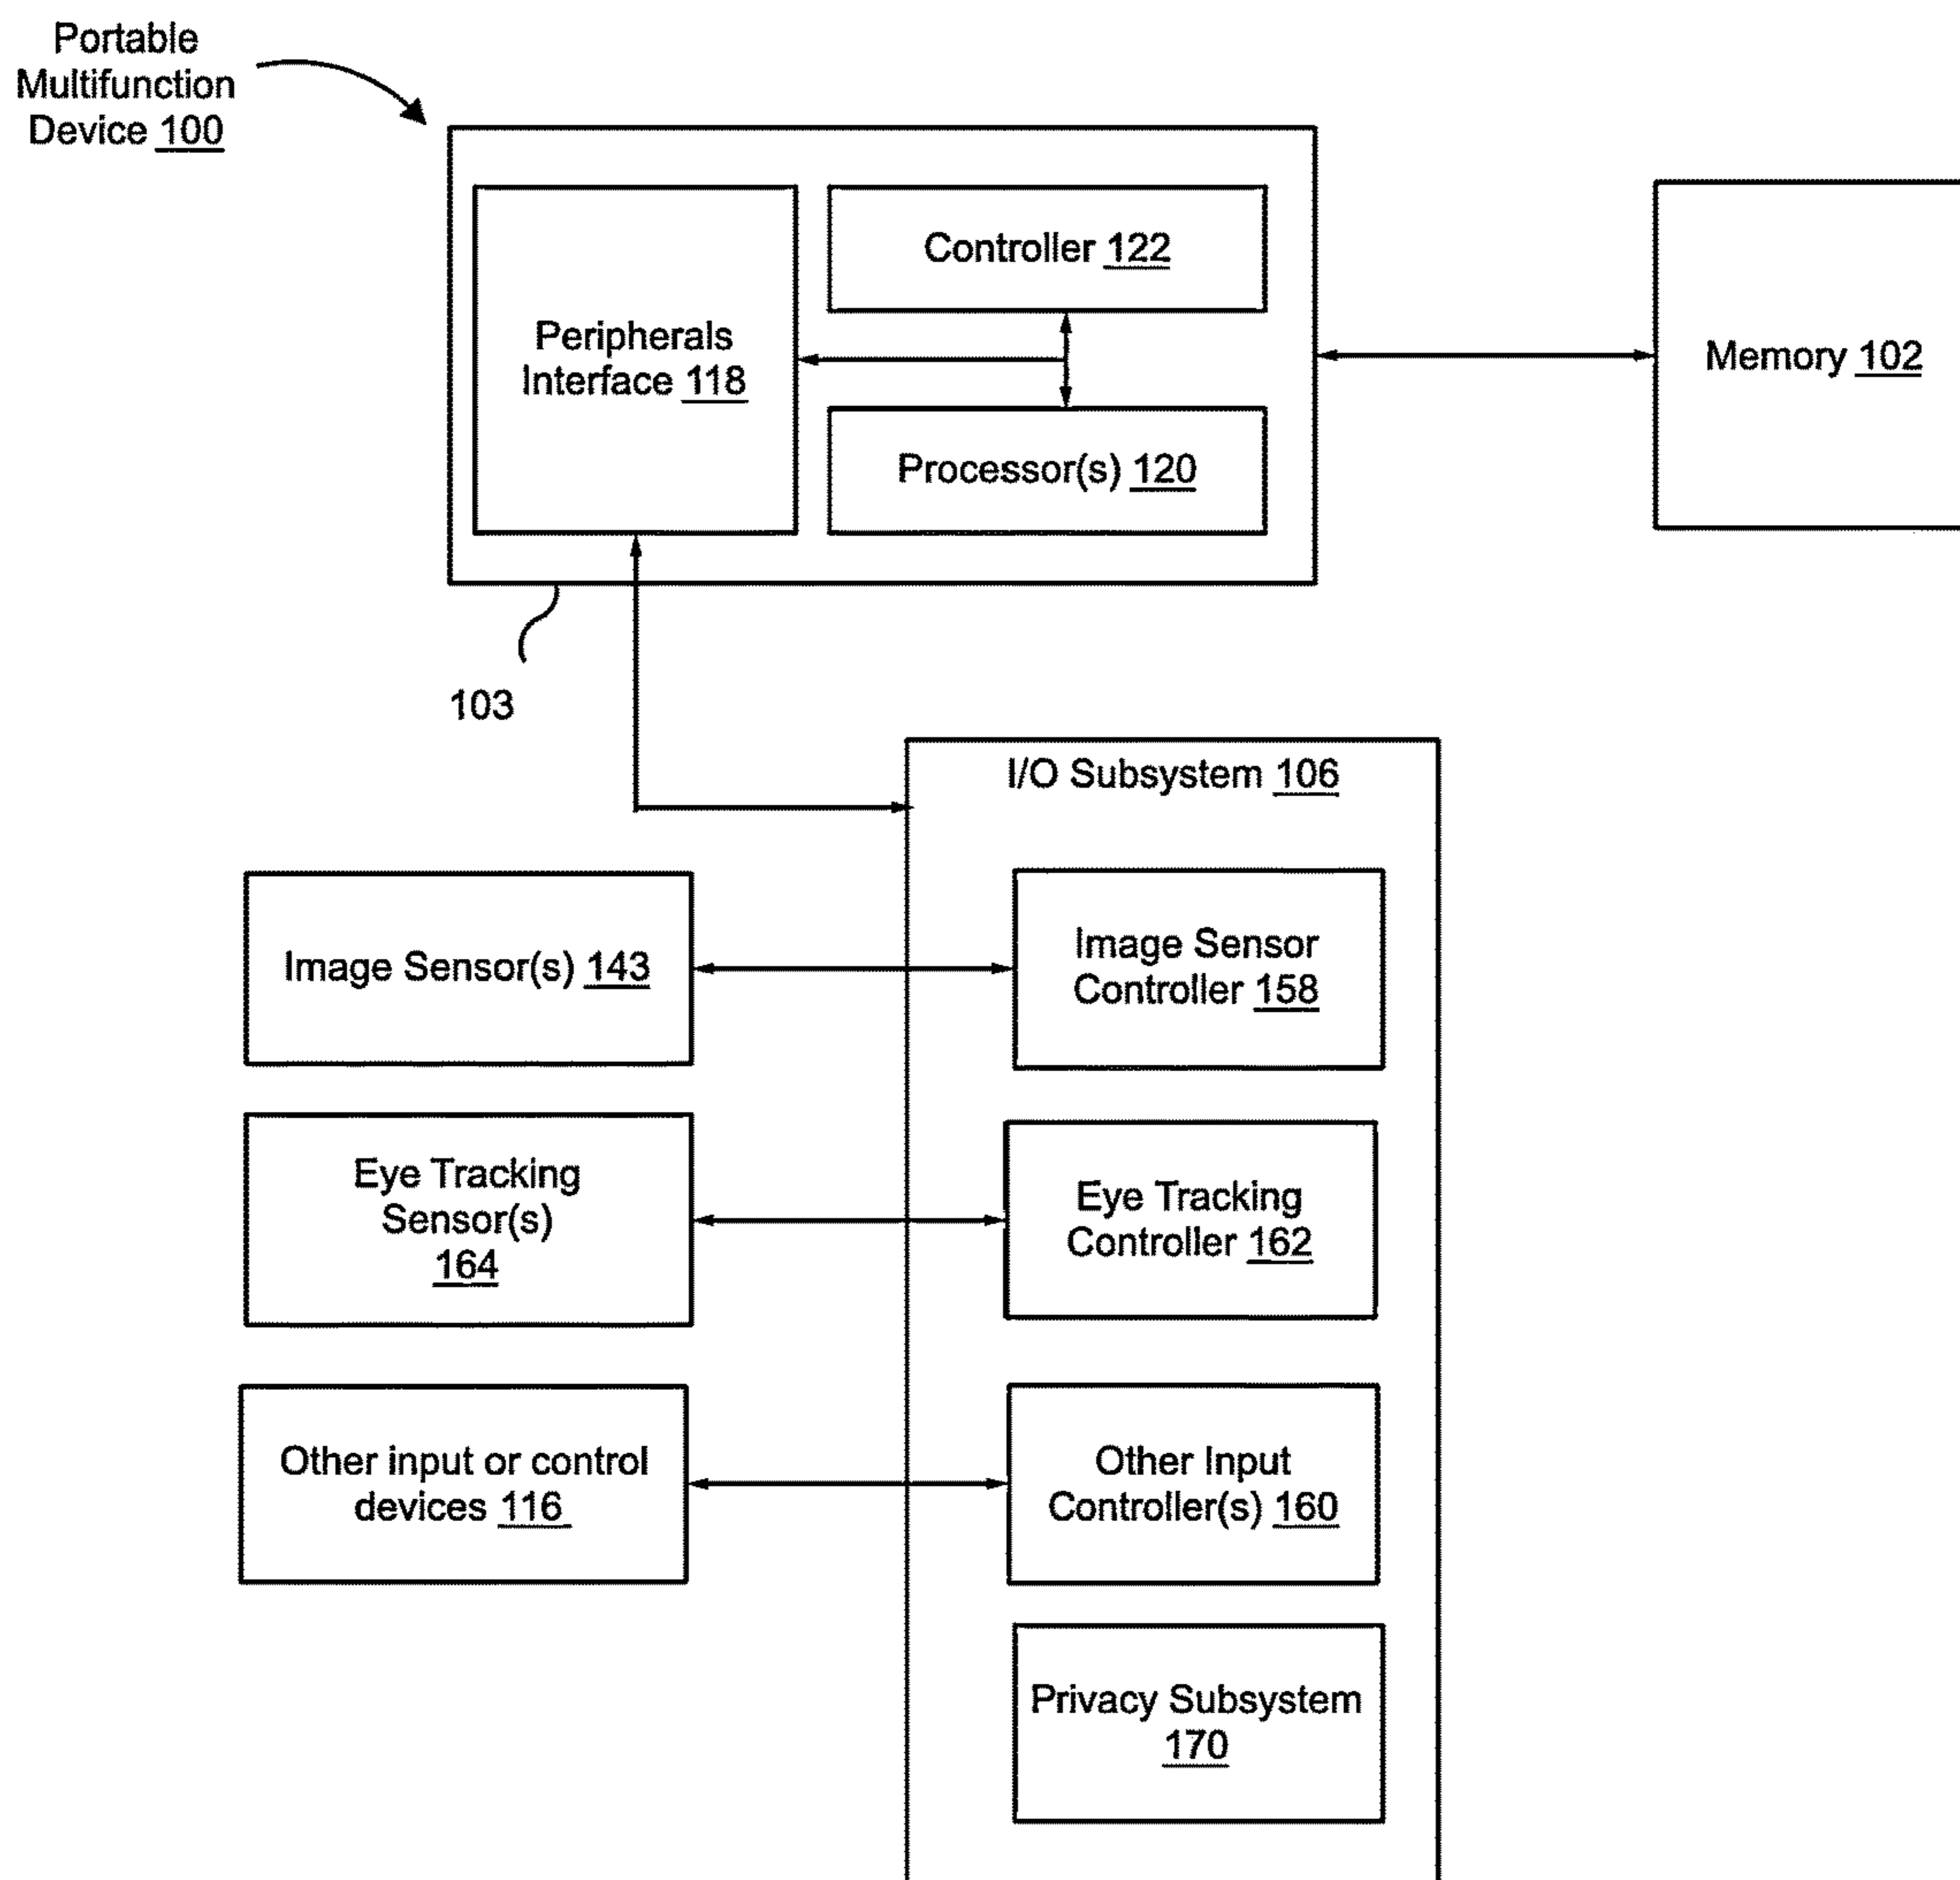 Portable
Multifunction
Device 100
Controller 122
Peripherals
Interface 118
Processor(s) 120
Memory 102
103
I/O Subsystem 106
Image Sensor(s) 143
Image Sensor
Controller 158
Eye Tracking
Sensor(s)
164
Eye Tracking
Controller 162
Other input or control
devices 116
Other Input
Controller(s) 160
Privacy Subsystem
170